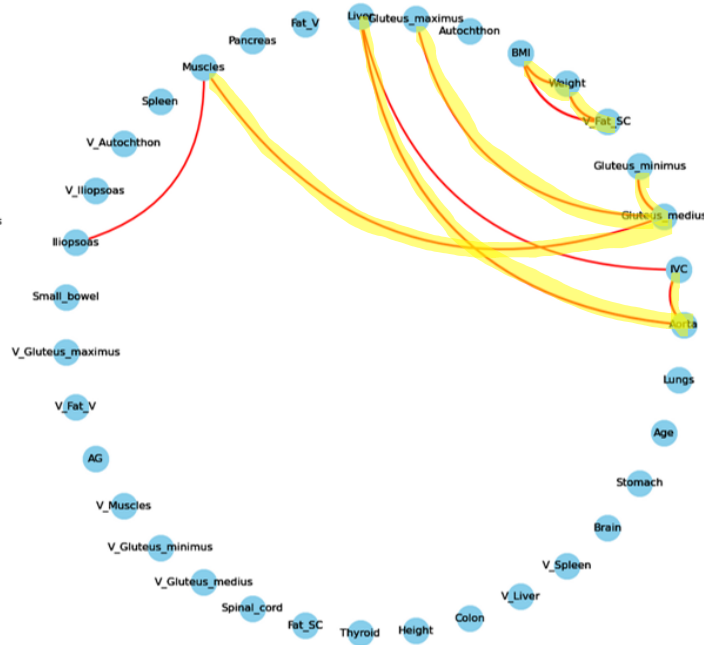 Fat_V
Liver
Gluteus_maximus
Autochthon
Pancreas
BMI
Muscles
Weight
Spleen
V_Fat_SC
V_Autochthon
Gluteus_minimus
V_Iliopsoas
Gluteus_medius
Iliopsoas
IVC
Small_bowel
Aorta
V_Gluteus_maximus
Lungs
V_Fat_V
Age
AG
Stomach
V_Muscles
Brain
V_Gluteus_minimus
V_Spleen
V_Gluteus_medius
V_Liver
Spinal_cord
Colon
Fat_SC
Thyroid
Height